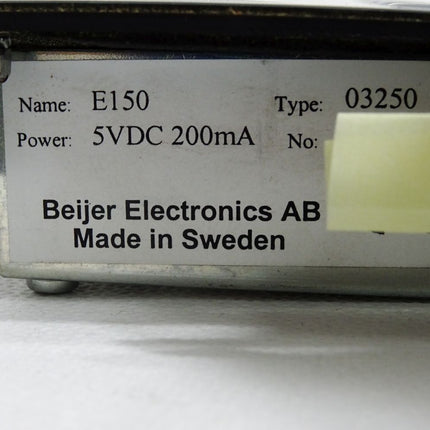 Name: E150 Type: 03250
Power: 5VDC 200mA No:
Beijer Electronics AB
Made in Sweden